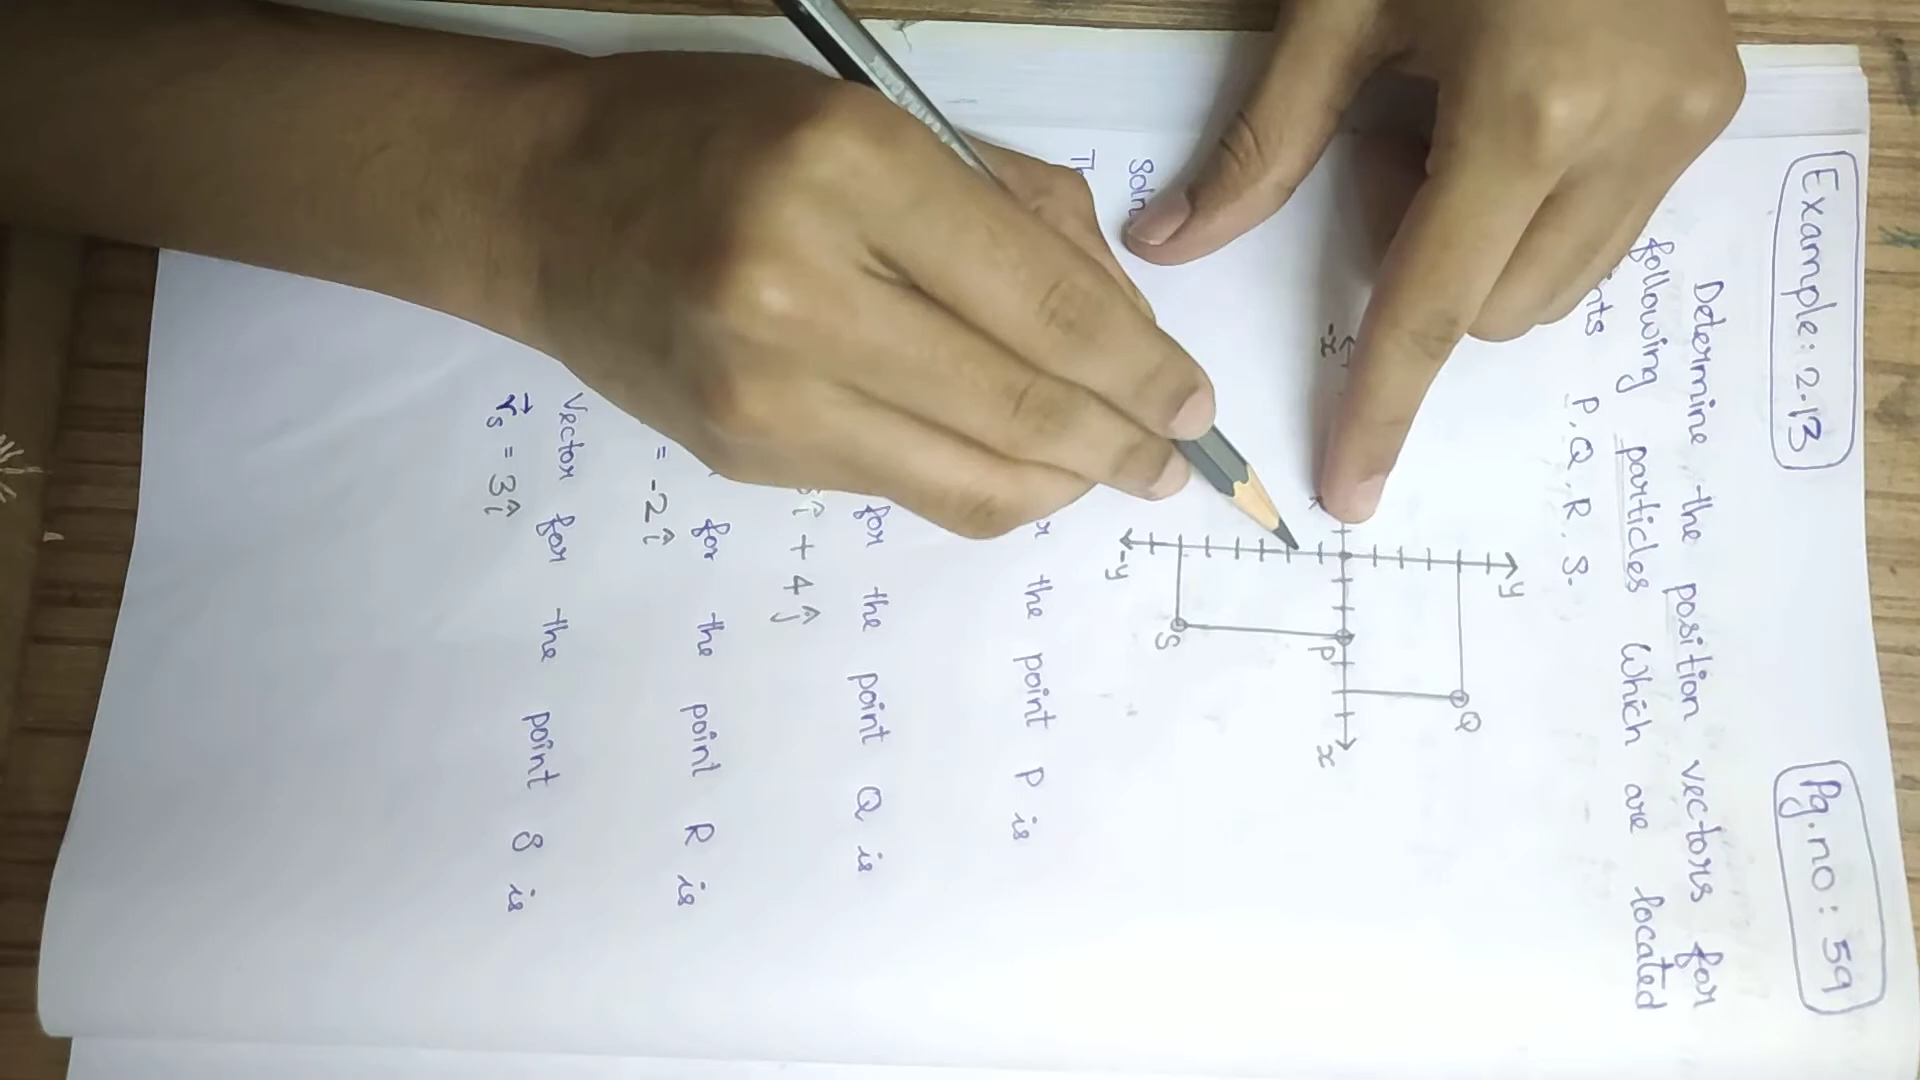 Example: 2.13
Pg.no: 59
Determine the position vectors for
following particles which are located
P, Q, R, S.
y
Q
-x
P
x
S
-y
Soln
the point P is
for the point Q is
î + 4ĵ
for the point R is
= -2î
vector for the point S is
r⃗s = 3î